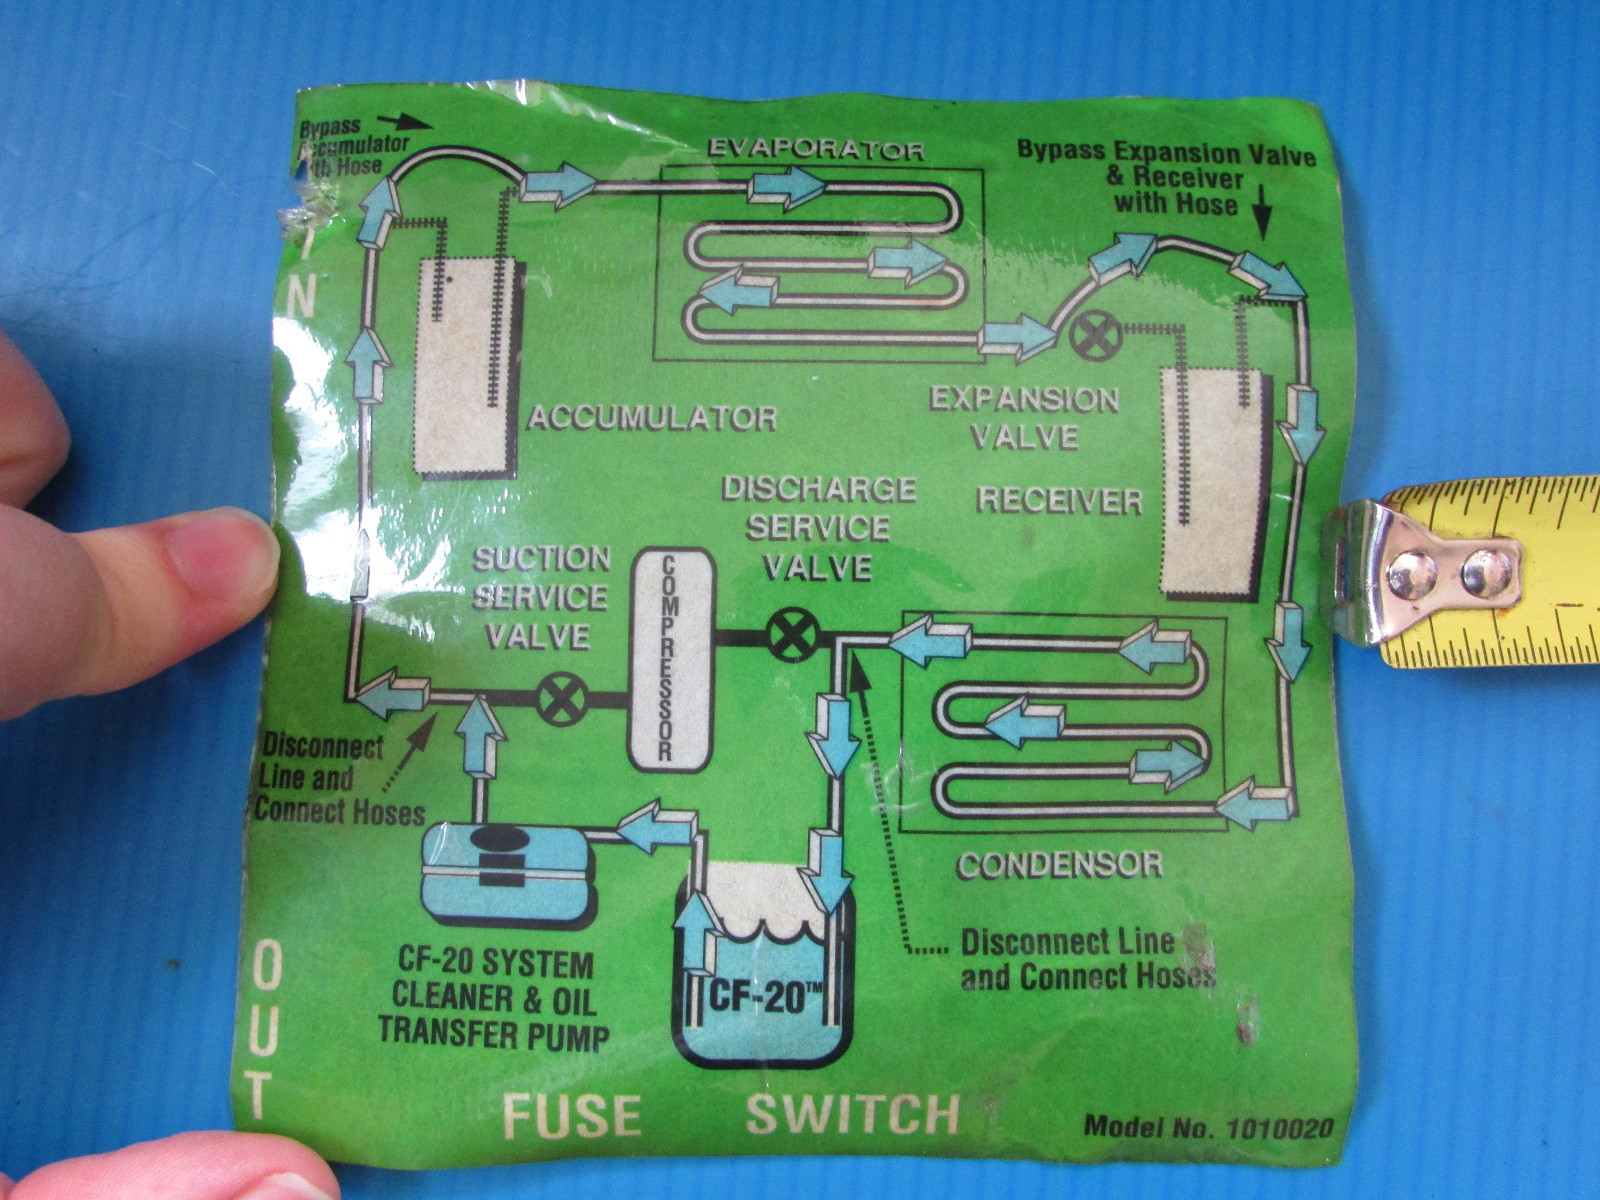 Bypass
Accumulator
with Hose
EVAPORATOR
Bypass Expansion Valve
& Receiver
with Hose
IN
ACCUMULATOR
EXPANSION
VALVE
RECEIVER
DISCHARGE
SERVICE
VALVE
SUCTION
SERVICE
VALVE
COMPRESSOR
Disconnect
Line and
Connect Hoses
CONDENSOR
Disconnect Line
and Connect Hoses
CF-20™
CF-20 SYSTEM
CLEANER & OIL
TRANSFER PUMP
OUT
FUSE
SWITCH
Model No. 1010020